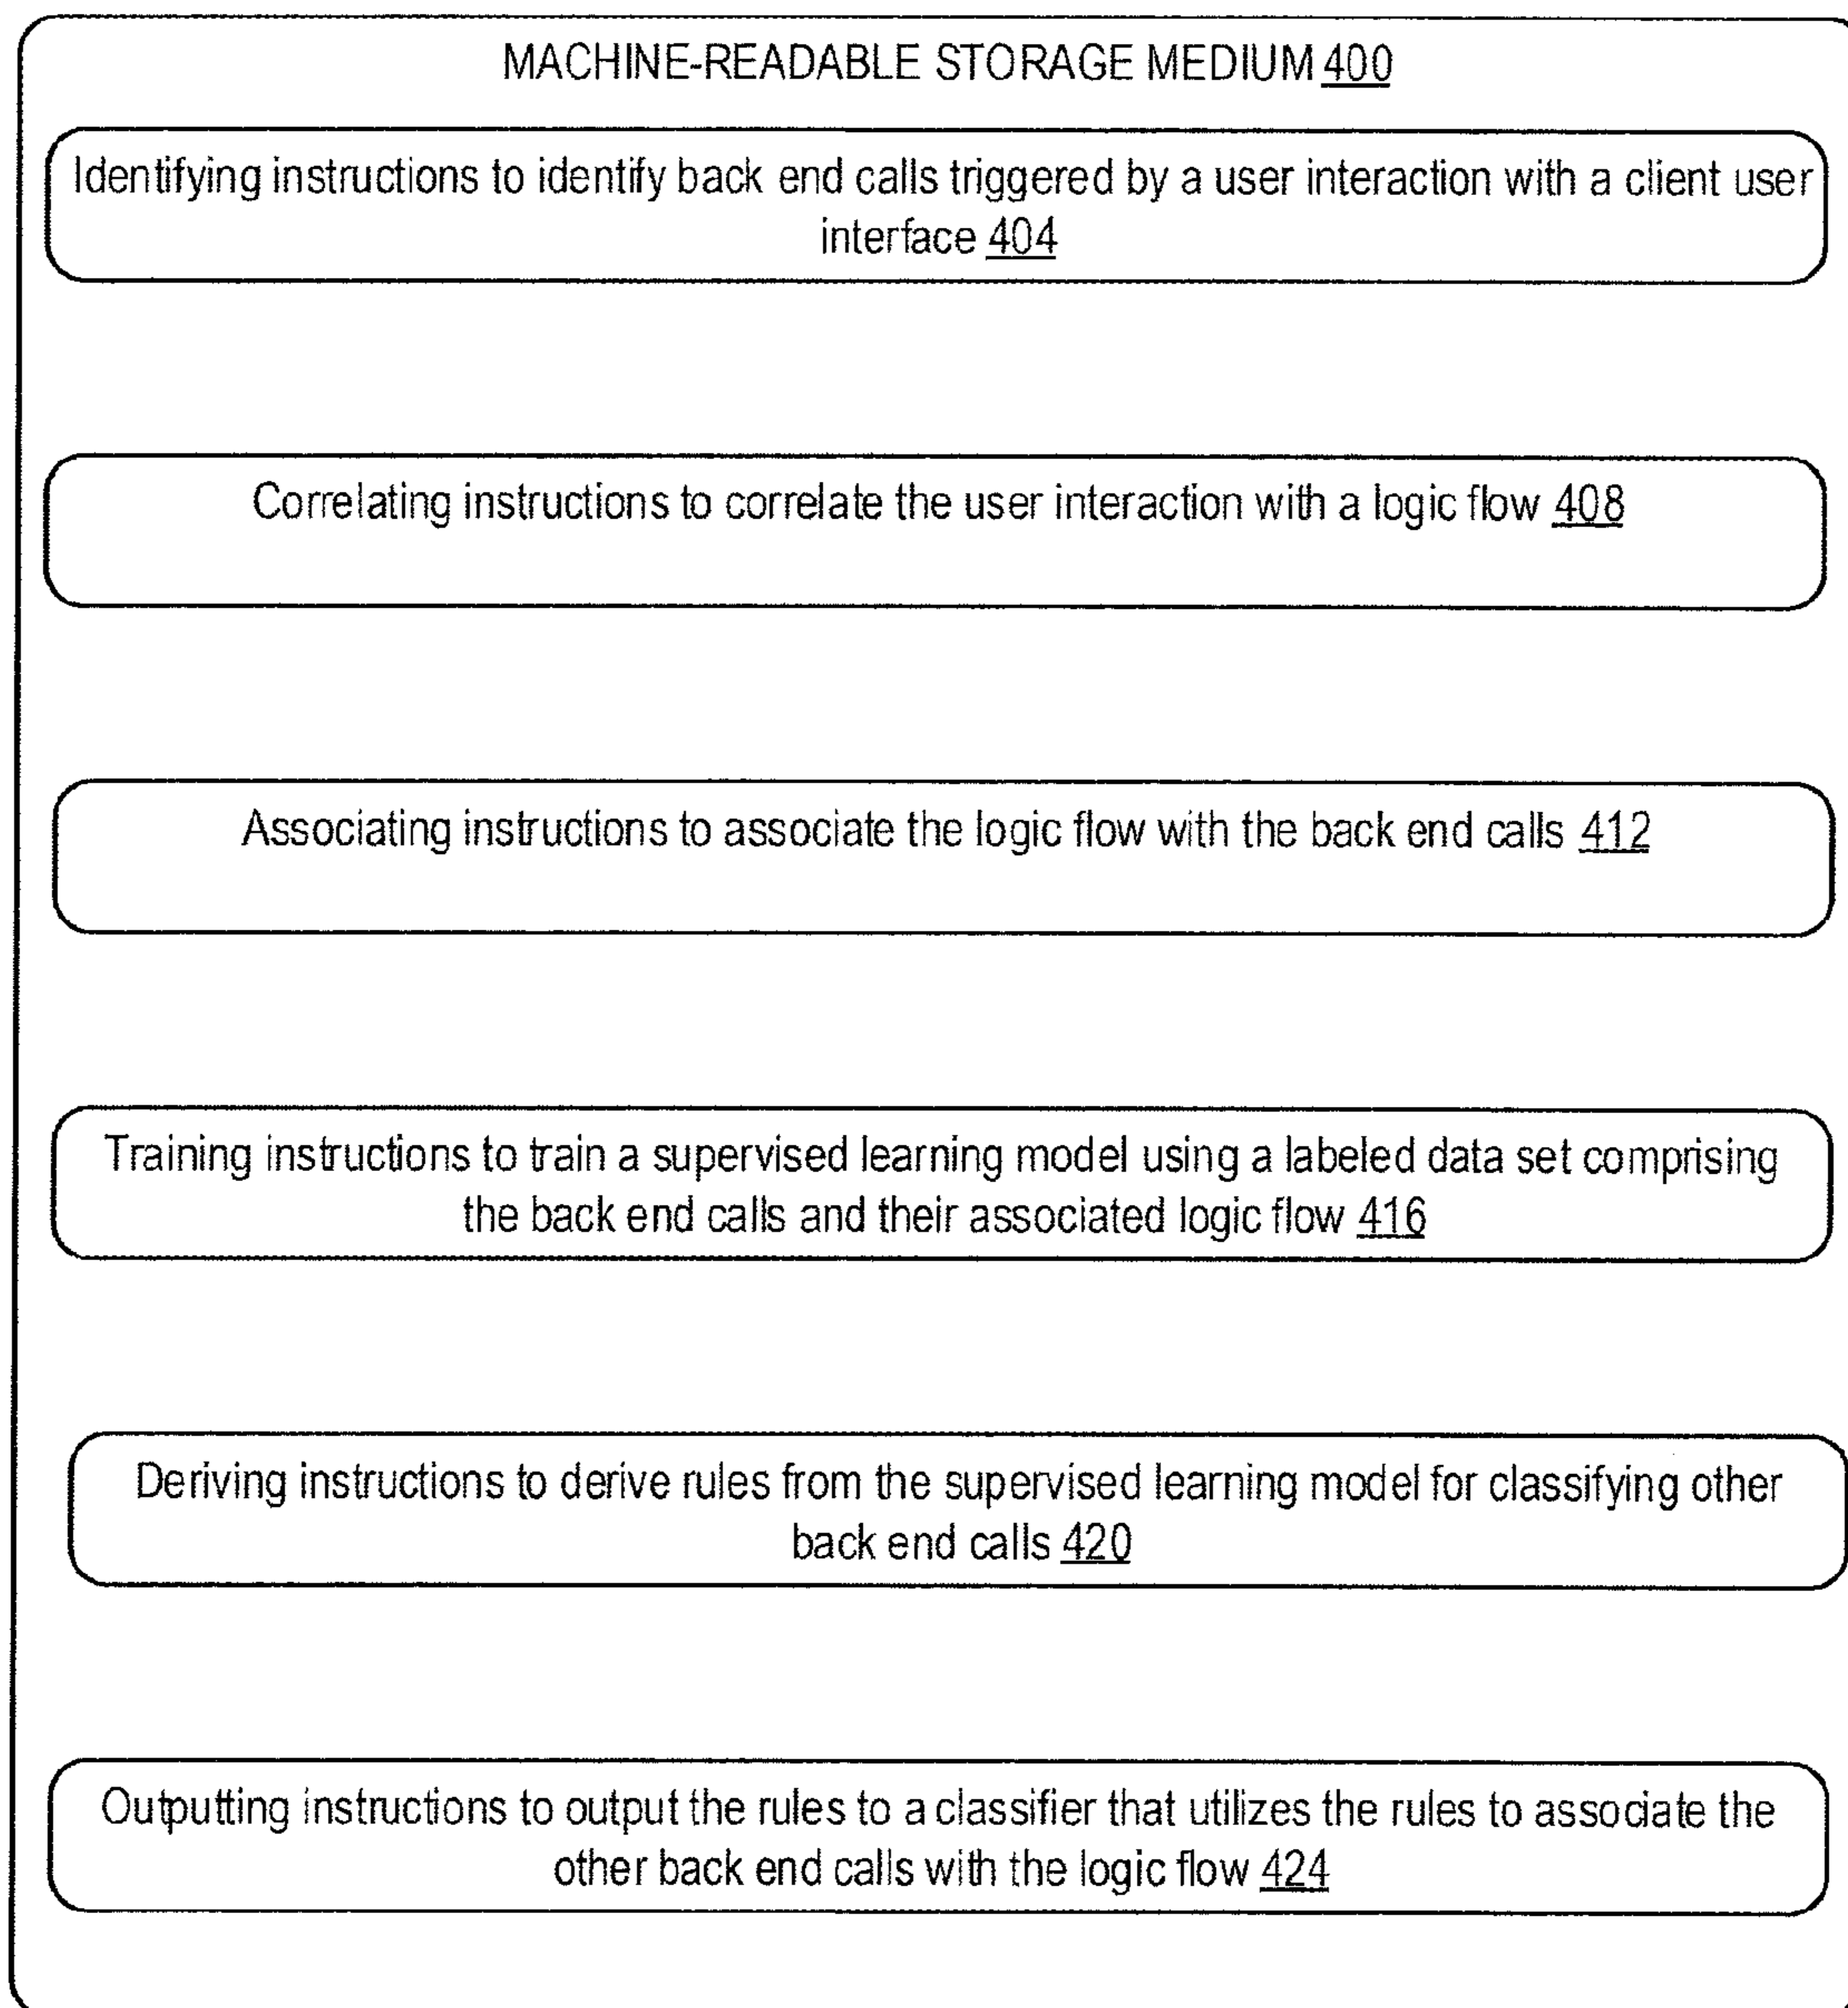 MACHINE-READABLE STORAGE MEDIUM 400
Identifying instructions to identify back end calls triggered by a user interaction with a client user
interface 404
Correlating instructions to correlate the user interaction with a logic flow 408
Associating instructions to associate the logic flow with the back end calls 412
Training instructions to train a supervised learning model using a labeled data set comprising
the back end calls and their associated logic flow 416
Deriving instructions to derive rules from the supervised learning model for classifying other
back end calls 420
Outputting instructions to output the rules to a classifier that utilizes the rules to associate the
other back end calls with the logic flow 424